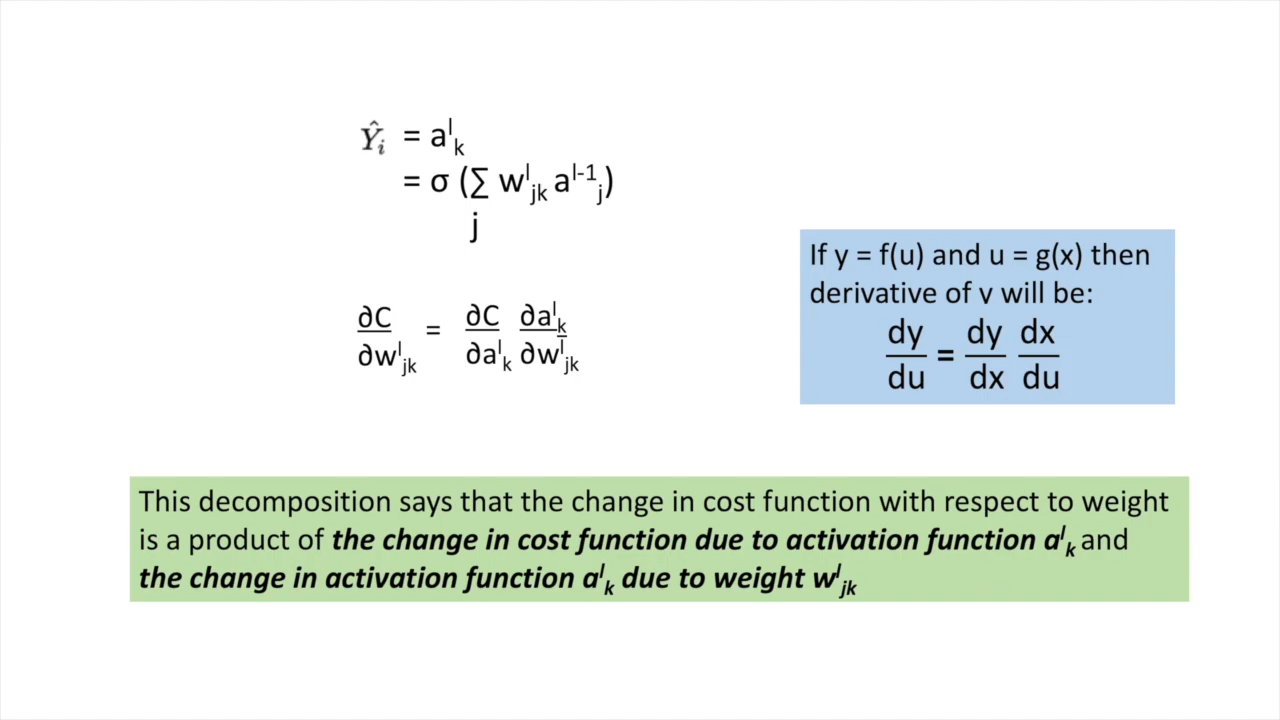 Ŷᵢ = aˡₖ
= σ (∑ wˡⱼₖ aˡ⁻¹ⱼ)
j
∂C/∂wˡⱼₖ = ∂C/∂aˡₖ ∂aˡₖ/∂wˡⱼₖ
If y = f(u) and u = g(x) then
derivative of v will be:
dy/du = dy/dx dx/du
This decomposition says that the change in cost function with respect to weight
is a product of the change in cost function due to activation function aˡₖ and
the change in activation function aˡₖ due to weight wˡⱼₖ